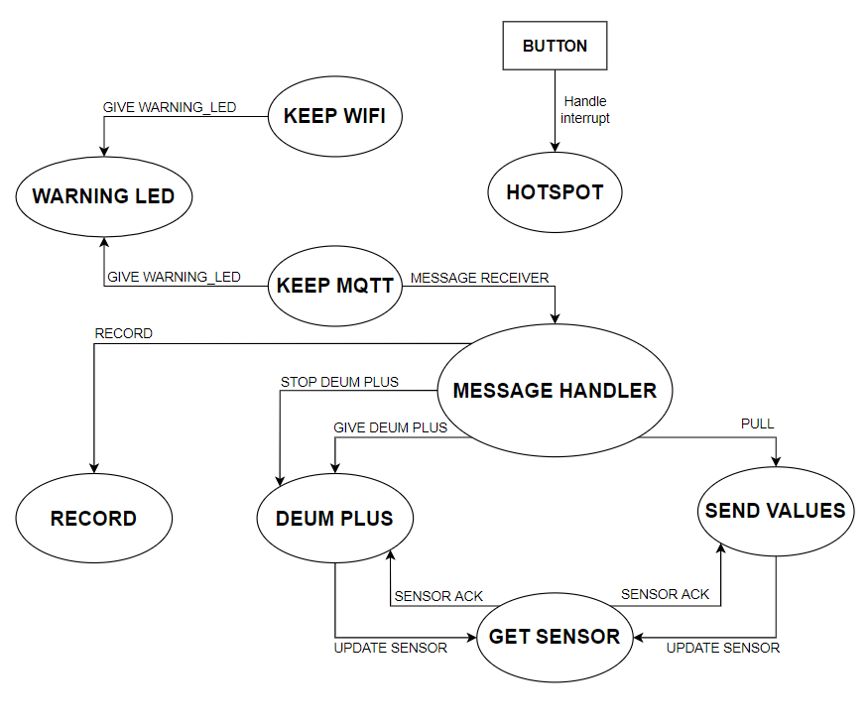 BUTTON
Handle
interrupt
GIVE WARNING_LED
KEEP WIFI
WARNING LED
HOTSPOT
GIVE WARNING_LED
KEEP MQTT
MESSAGE RECEIVER
RECORD
STOP DEUM PLUS
MESSAGE HANDLER
GIVE DEUM PLUS
PULL
RECORD
DEUM PLUS
SEND VALUES
SENSOR ACK
SENSOR ACK
GET SENSOR
UPDATE SENSOR
UPDATE SENSOR